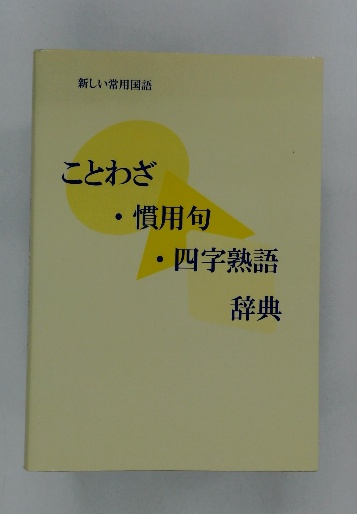 新しい常用国語
ことわざ
・慣用句
・四字熟語
辞典